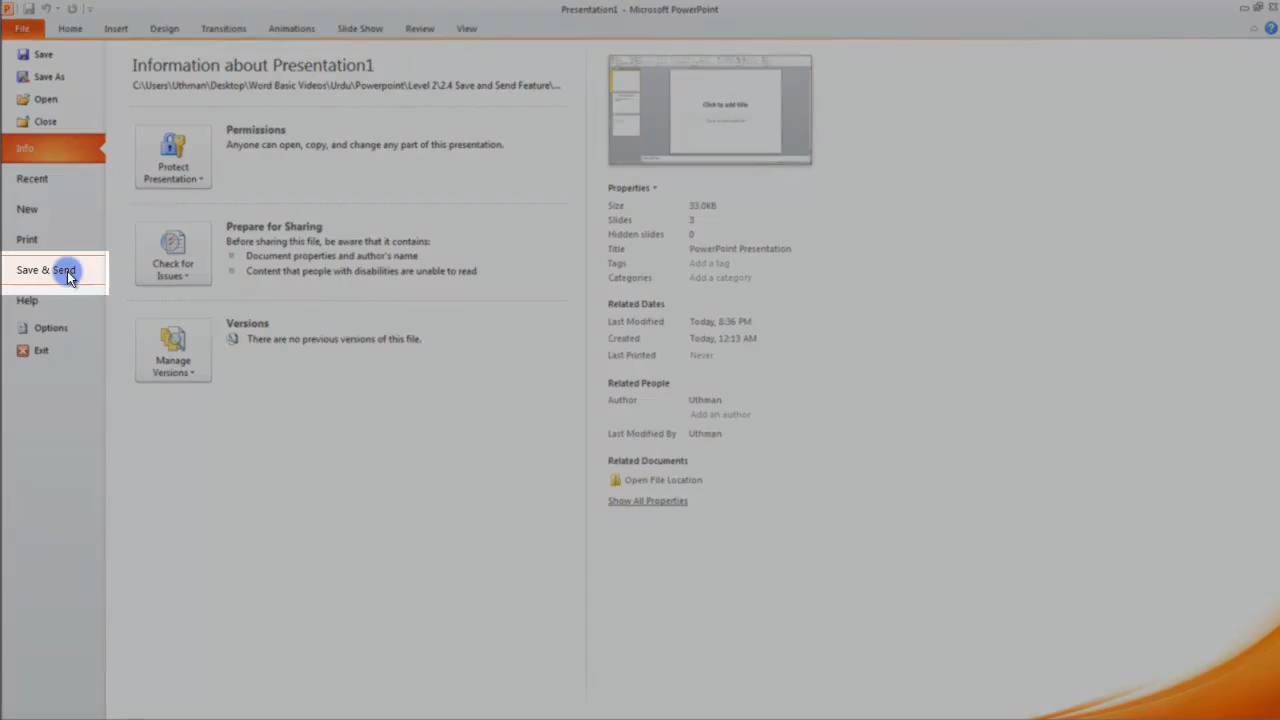 Presentation1 - Microsoft PowerPoint
File Home Insert Design Transitions Animations Slide Show Review View
Save
Save As
Open
Close
Info
Recent
New
Print
Save & Send
Help
Options
Exit
Information about Presentation1
C:\Users\Uthman\Desktop\Word Basic Videos\Urdu\Powerpoint\Level 2\2.4 Save and Send Feature\...
Protect
Presentation
Permissions
Anyone can open, copy, and change any part of this presentation.
Check for
Issues
Prepare for Sharing
Before sharing this file, be aware that it contains:
Document properties and author's name
Content that people with disabilities are unable to read
Manage
Versions
Versions
There are no previous versions of this file.
Click to add title
Properties
Size 33.0KB
Slides 3
Hidden slides 0
Title PowerPoint Presentation
Tags Add a tag
Categories Add a category
Related Dates
Last Modified Today, 8:36 PM
Created Today, 12:13 AM
Last Printed Never
Related People
Author Uthman
Add an author
Last Modified By Uthman
Related Documents
Open File Location
Show All Properties